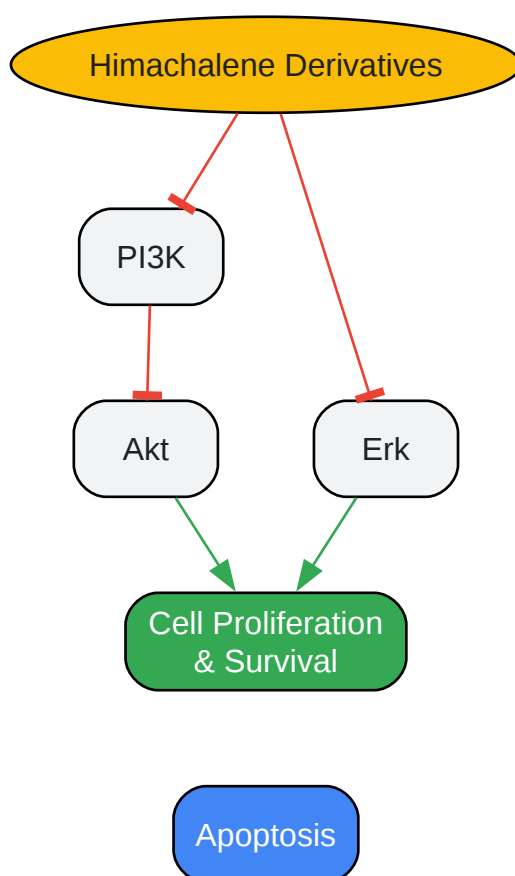 Himachalene Derivatives
PI3K
Akt
Erk
Cell Proliferation
& Survival
Apoptosis